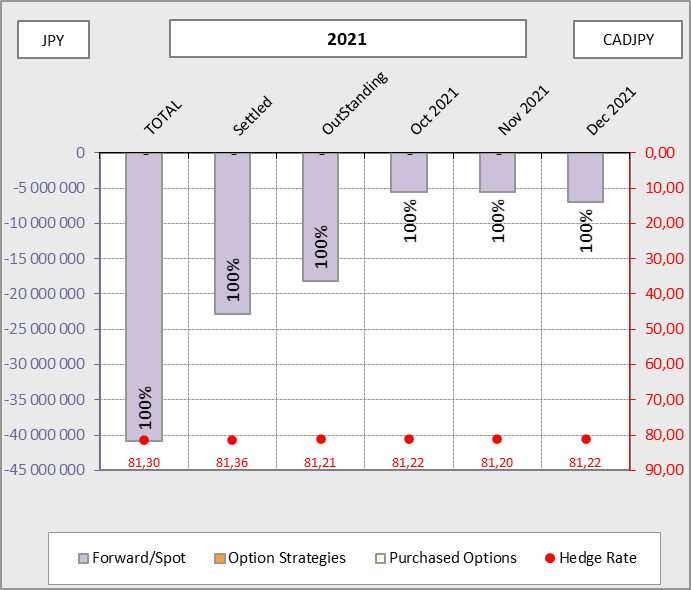 JPY
2021
CADJPY
TOTAL
Settled
OutStanding
Oct 2021
Nov 2021
Dec 2021
0
-5 000 000
-10 000 000
-15 000 000
-20 000 000
-25 000 000
-30 000 000
-35 000 000
-40 000 000
-45 000 000
0,00
10,00
20,00
30,00
40,00
50,00
60,00
70,00
80,00
90,00
100%
100%
100%
100%
100%
100%
81,30
81,36
81,21
81,22
81,20
81,22
Forward/Spot
Option Strategies
Purchased Options
Hedge Rate